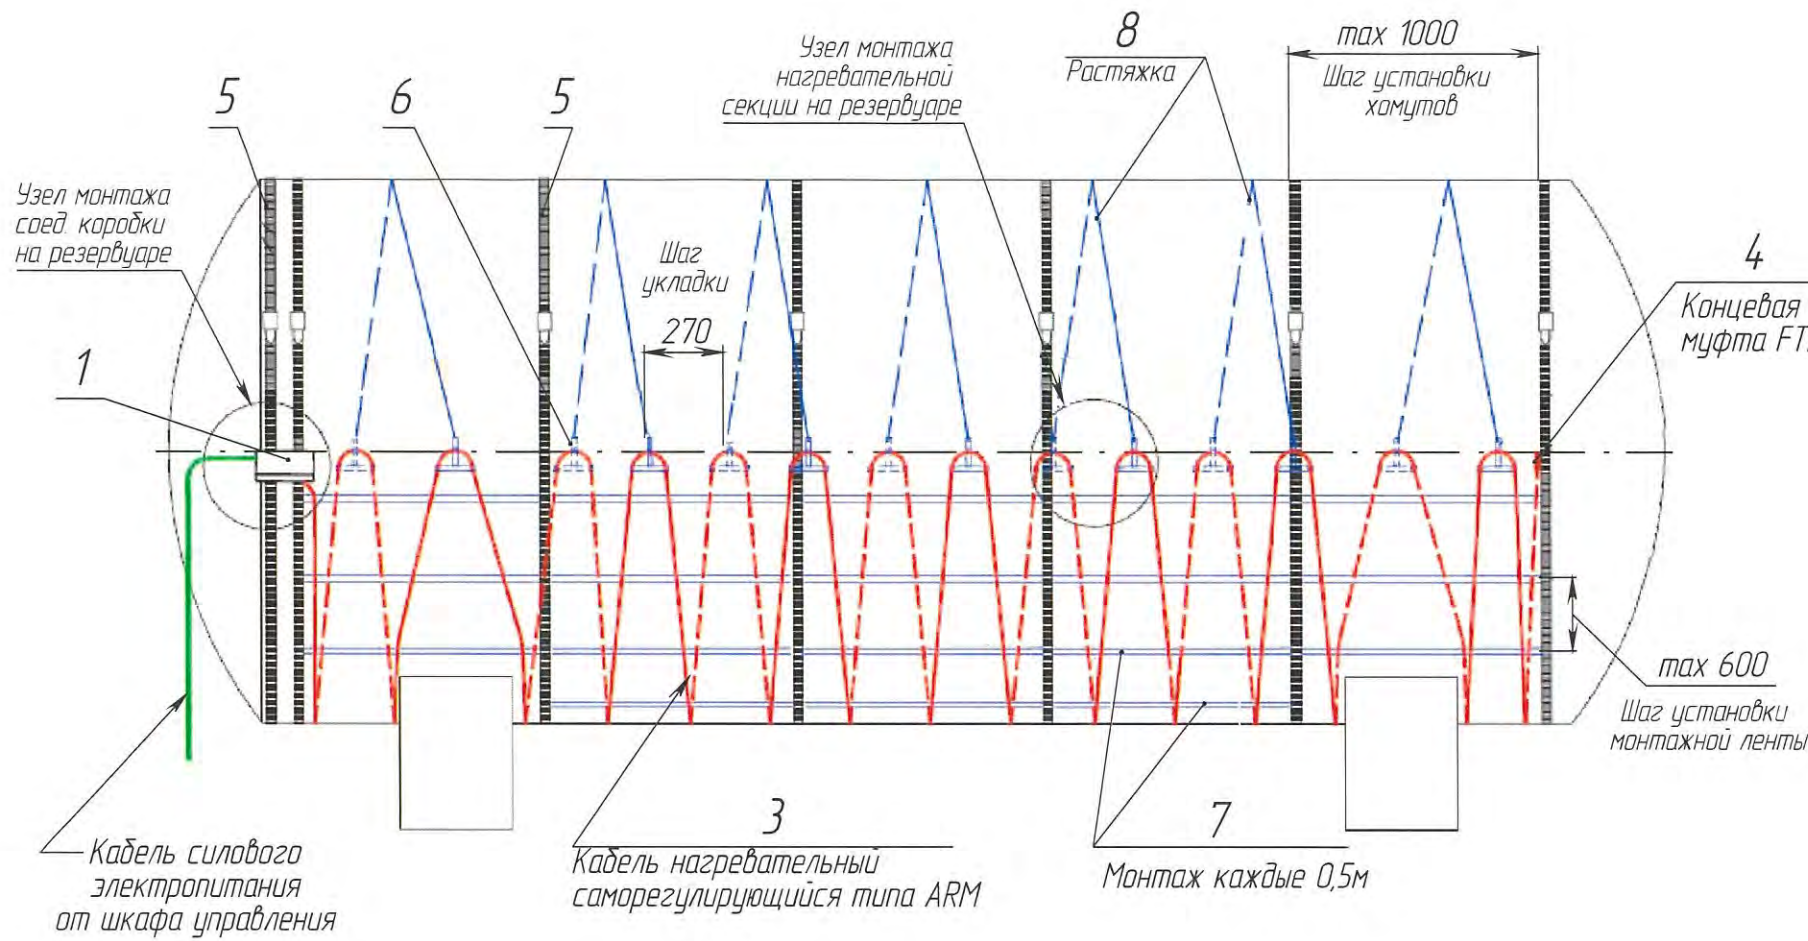 5
6
5
Узел монтажа
нагревательной
секции на резервуаре
8
Растяжка
max 1000
Шаг установки
хомутов
Узел монтажа
соед. коробки
на резервуаре
Шаг
укладки
270
4
Концевая
муфта FT
1
max 600
Шаг установки
монтажной ленты
3
Кабель нагревательный
саморегулирующийся типа ARM
7
Монтаж каждые 0,5м
Кабель силового
электропитания
от шкафа управления